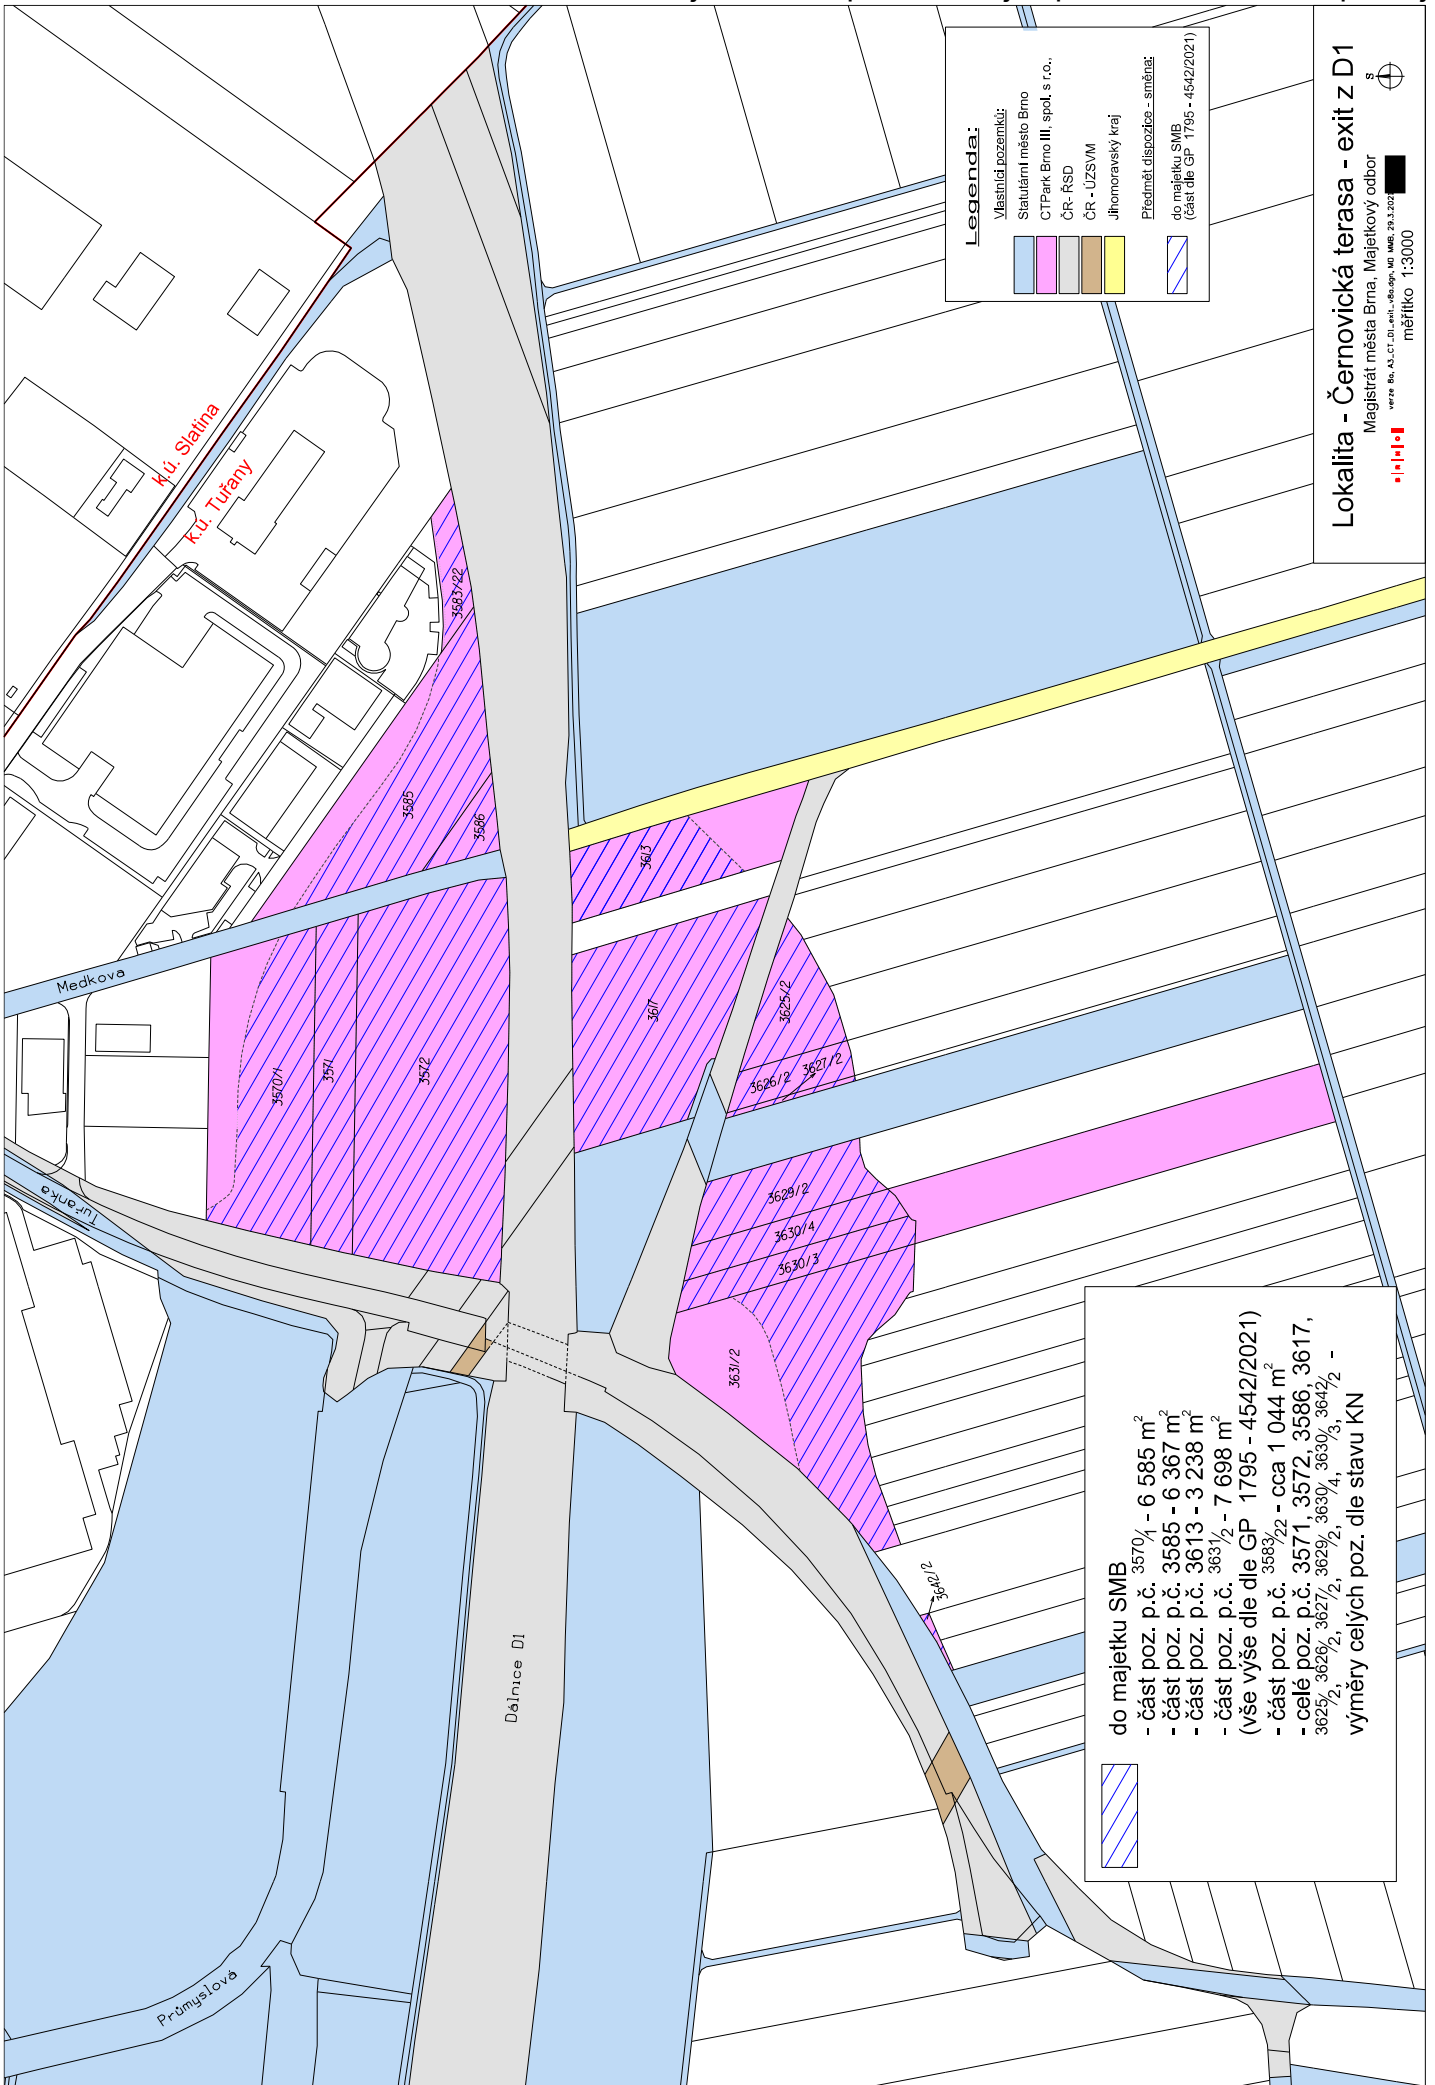 Lokalita - Černovická terasa - exit z D1
Magistrát města Brna, Majetkový odbor
měřítko 1:3000
S
Legenda:
Vlastníci pozemků:
Statutární město Brno
CTPark Brno III, spol. s r.o.,
ČR- ŘSD
ČR - ÚZSVM
Jihomoravský kraj
Předmět dispozice - směna:
do majetku SMB
(část dle GP 1795 - 4542/2021)
k.ú. Slatina
k.ú. Tuřany
3583/22
3585
3586
3613
Medkova
3570/1
3571
3572
3617
3625/2
3626/2
3627/2
Tuřanka
3629/2
3630/4
3630/3
3631/2
3642/2
Dálnice D1
Průmyslová
do majetku SMB
- část poz. p.č. 3570/1 - 6 585 m²
- část poz. p.č. 3585 - 6 367 m²
- část poz. p.č. 3613 - 3 238 m²
- část poz. p.č. 3631/2 - 7 698 m²
(vše výše dle dle GP 1795 - 4542/2021)
- část poz. p.č. 3583/22 - cca 1 044 m²
- celé poz. p.č. 3571, 3572, 3586, 3617,
3625/2, 3626/2, 3627/2, 3629/2, 3630/4, 3630/3, 3642/2 -
výměry celých poz. dle stavu KN